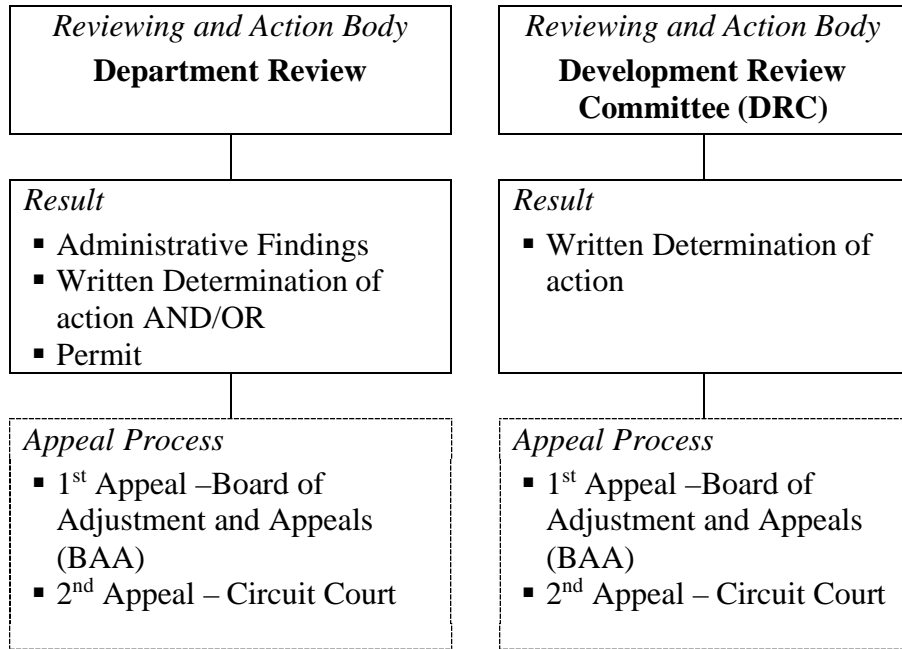 Reviewing and Action Body
Department Review
Result
▪ Administrative Findings
▪ Written Determination of
action AND/OR
▪ Permit
Appeal Process
▪ 1st Appeal –Board of
Adjustment and Appeals
(BAA)
▪ 2nd Appeal – Circuit Court
Reviewing and Action Body
Development Review
Committee (DRC)
Result
▪ Written Determination of
action
Appeal Process
▪ 1st Appeal –Board of
Adjustment and Appeals
(BAA)
▪ 2nd Appeal – Circuit Court